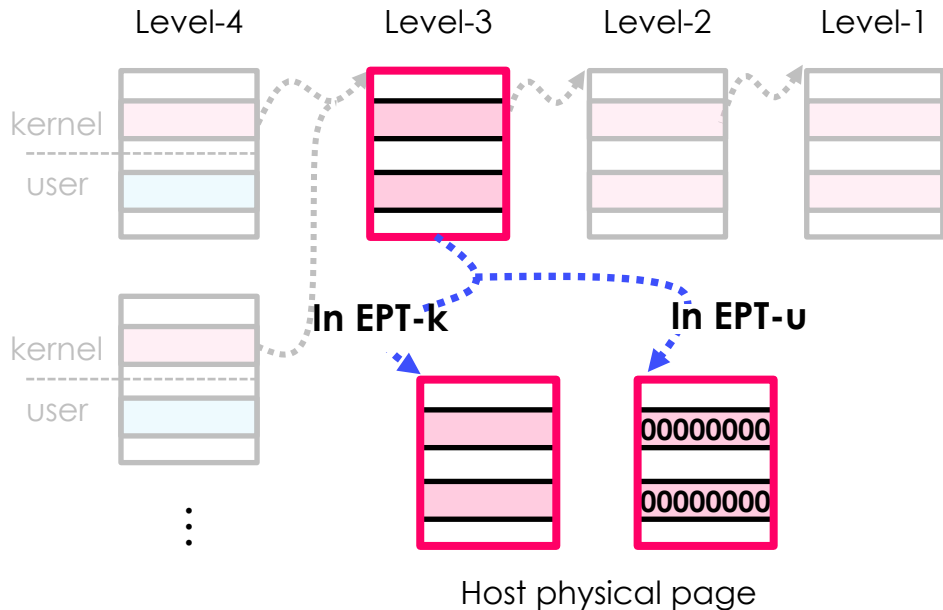 Level-4 Level-3 Level-2 Level-1
kernel
user
In EPT-k In EPT-u
kernel
user
00000000
00000000
⋮
Host physical page